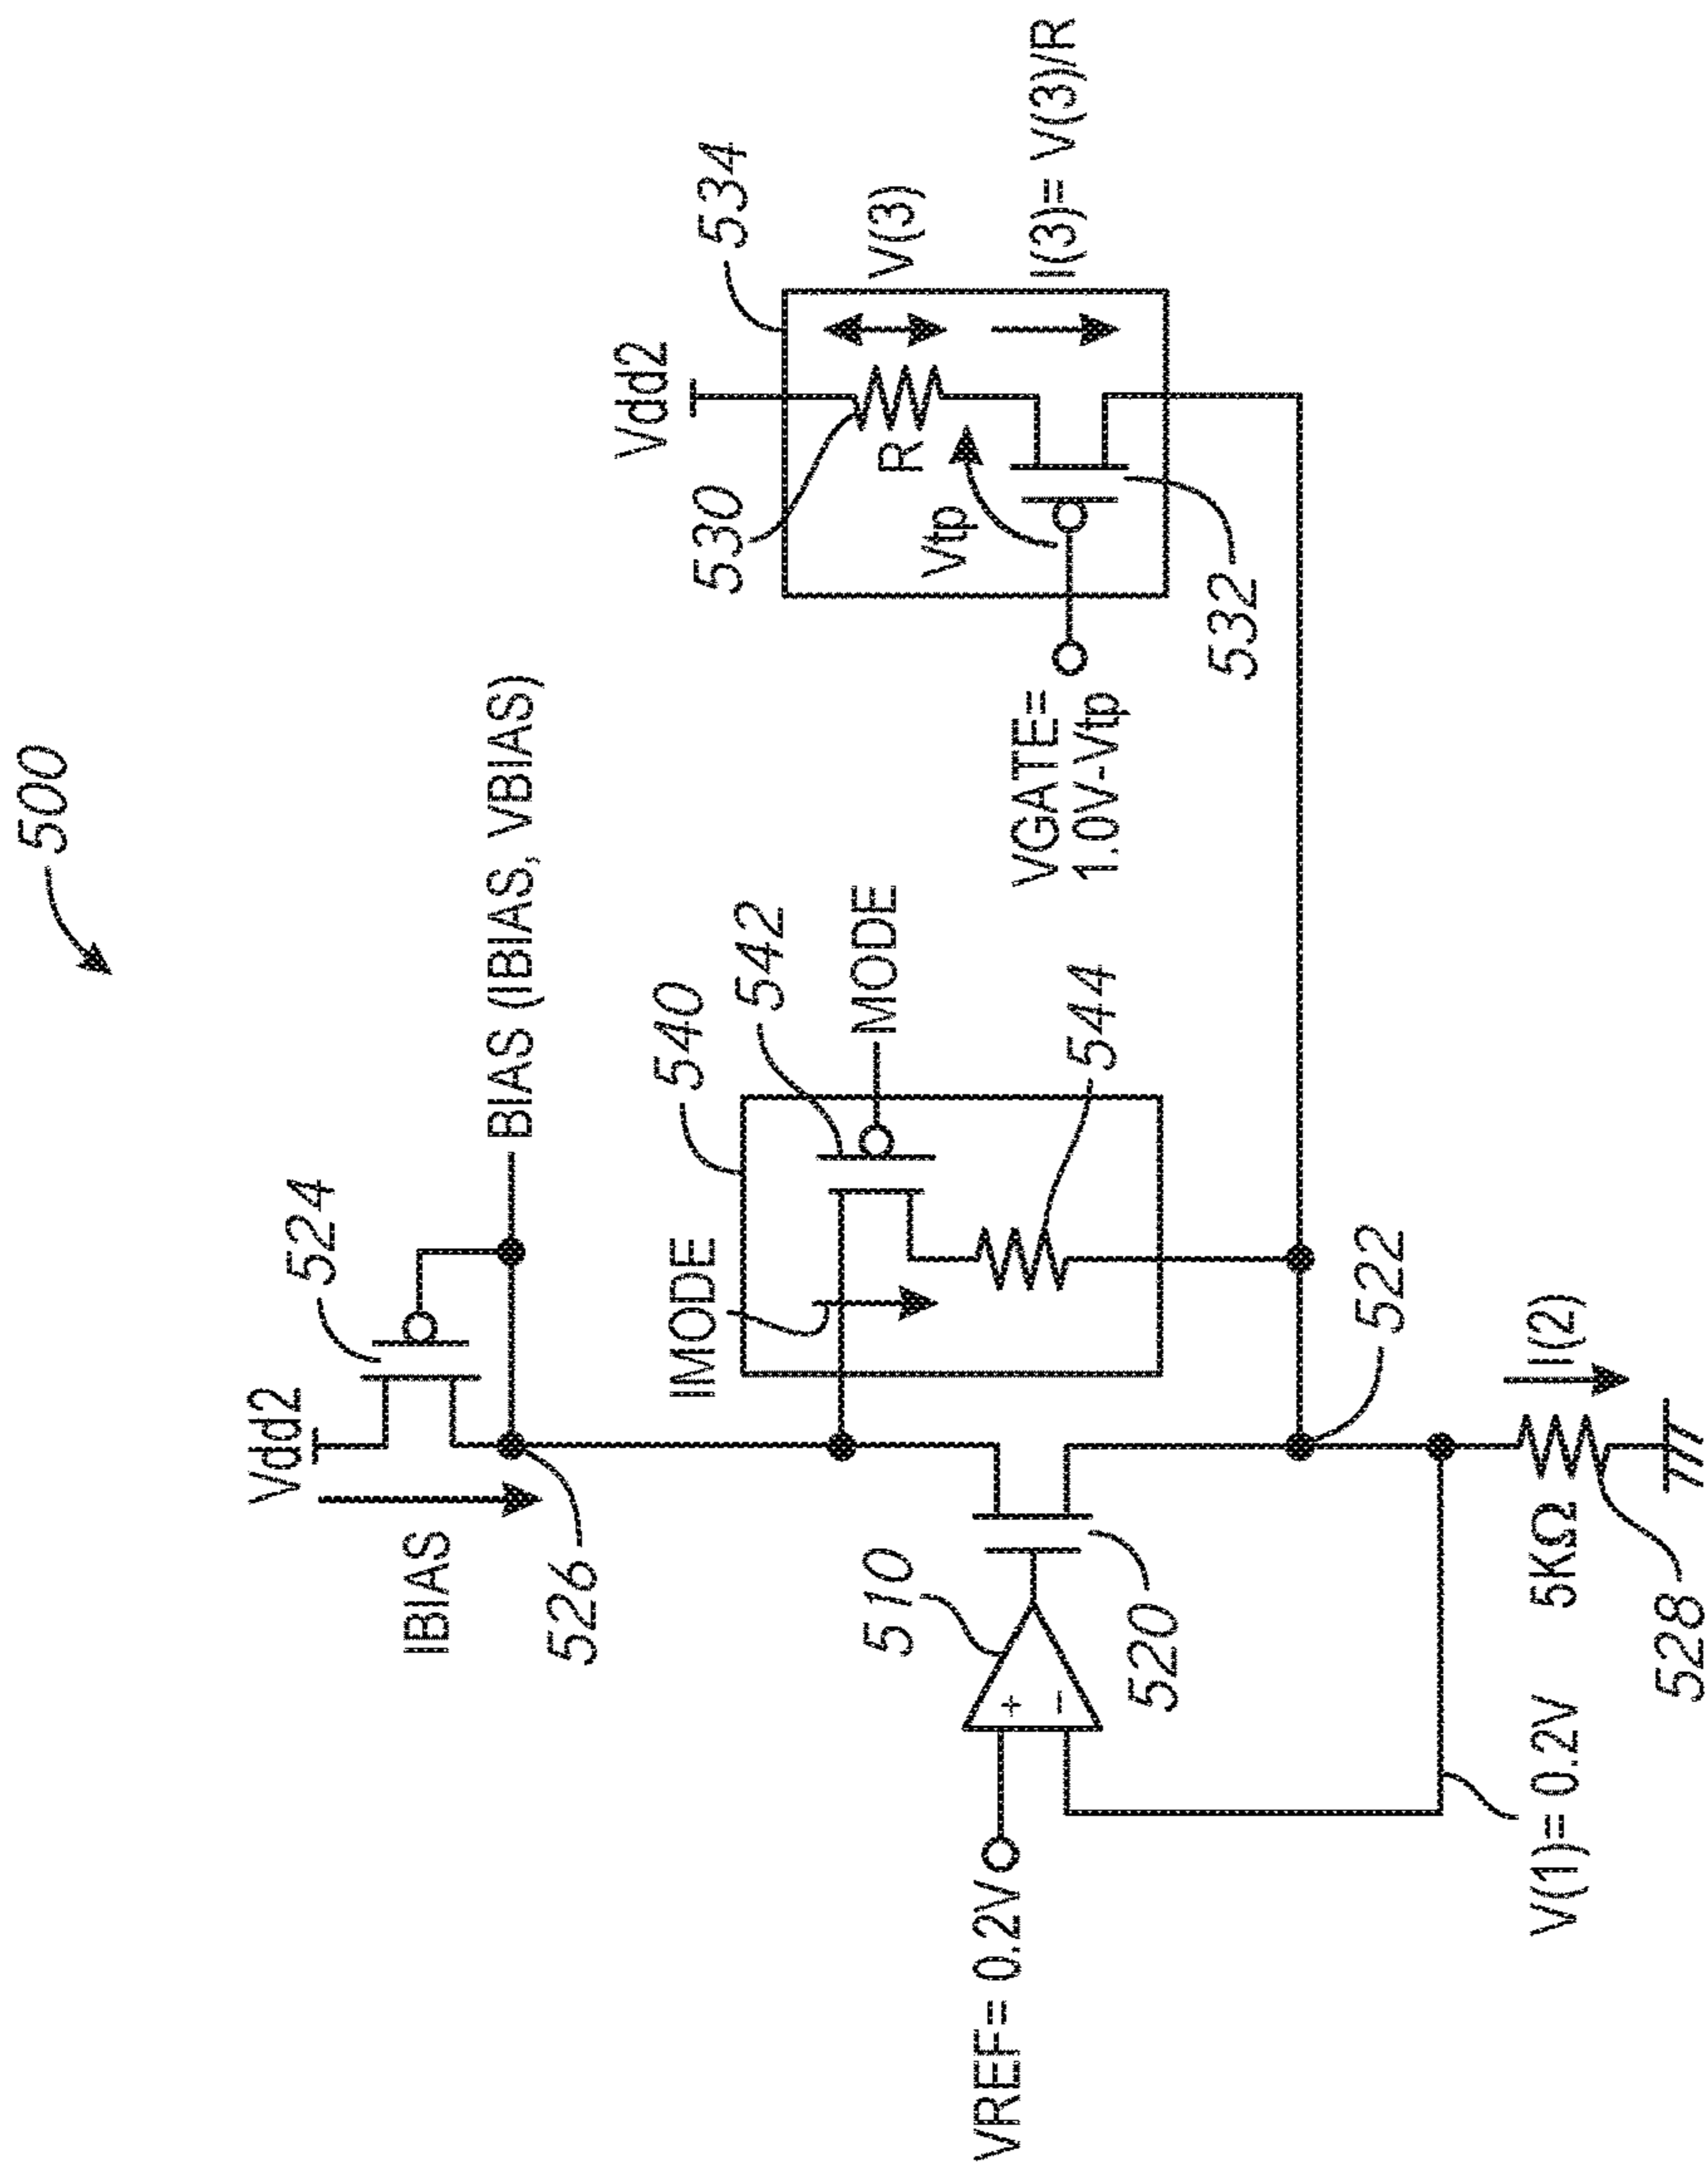 500
Vdd2
524
IBIAS
BIAS (IBIAS, VBIAS)
526
Vdd2
534
530
R
V(3)
Vtp
I(3)= V(3)/R
VGATE=
1.0V-Vtp
532
540
542
IMODE
MODE
544
510
+
-
520
VREF= 0.2V
522
V(1)= 0.2V
5KΩ
I(2)
528